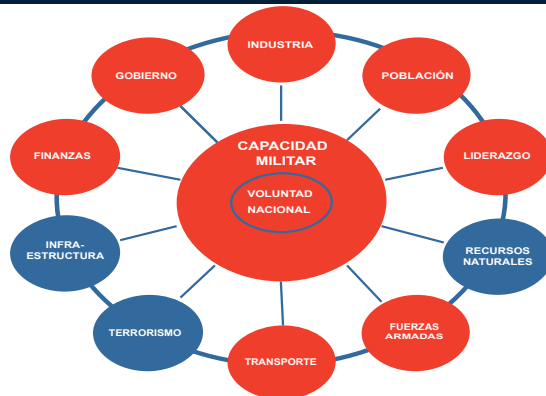 INDUSTRIA
GOBIERNO
POBLACIÓN
FINANZAS
CAPACIDAD
MILITAR
LIDERAZGO
VOLUNTAD
NACIONAL
INFRA-
ESTRUCTURA
RECURSOS
NATURALES
TERRORISMO
FUERZAS
ARMADAS
TRANSPORTE